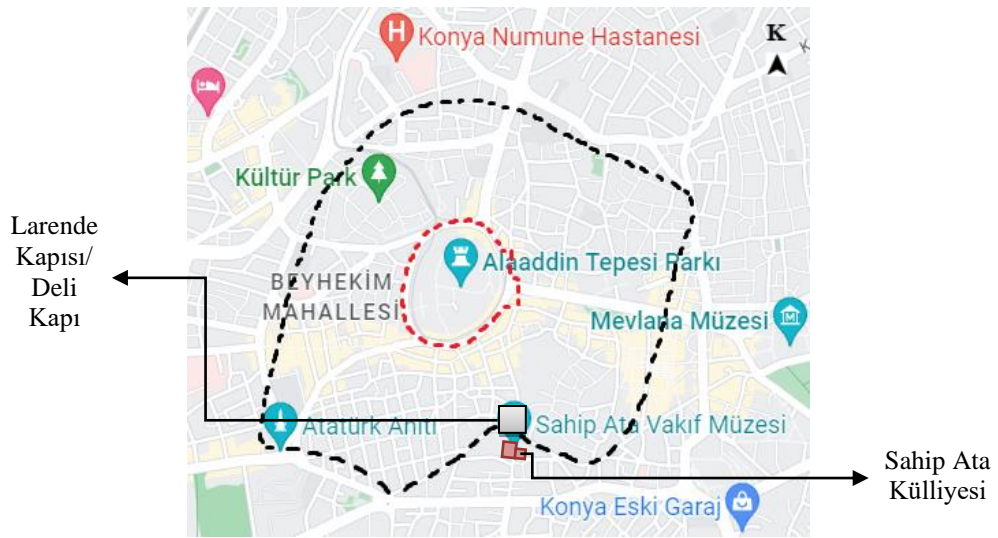 Konya Numune Hastanesi
K
Kültür Park
Larende
Kapısı/
Deli
Kapı
Alaaddin Tepesi Parkı
BEYHEKİM
MAHALLESİ
Mevlana Müzesi
Atatürk Anıtı
Sahip Ata Vakıf Müzesi
Sahip Ata
Külliyesi
Konya Eski Garaj